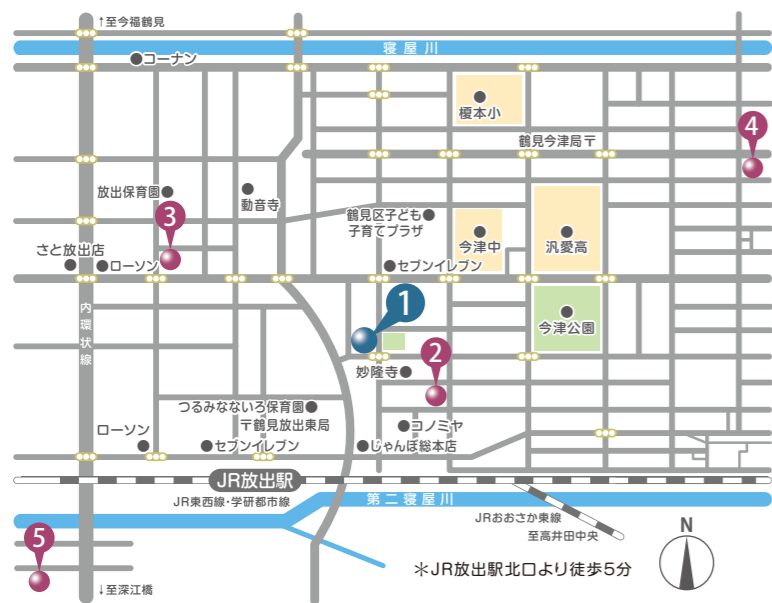 ↑至今福鶴見
寝屋川
コーナン
榎本小
4
鶴見今津局〒
放出保育園
動音寺
3
鶴見区子ども
子育てプラザ
今津中
汎愛高
さと放出店
ローソン
セブンイレブン
内環状線
1
今津公園
2
妙隆寺
つるみなないろ保育園
〒鶴見放出東局
コノミヤ
ローソン
セブンイレブン
じゃんぼ総本店
JR放出駅
JR東西線・学研都市線
第二寝屋川
JRおおさか東線
至高井田中央
N
5
＊JR放出駅北口より徒歩5分
↓至深江橋